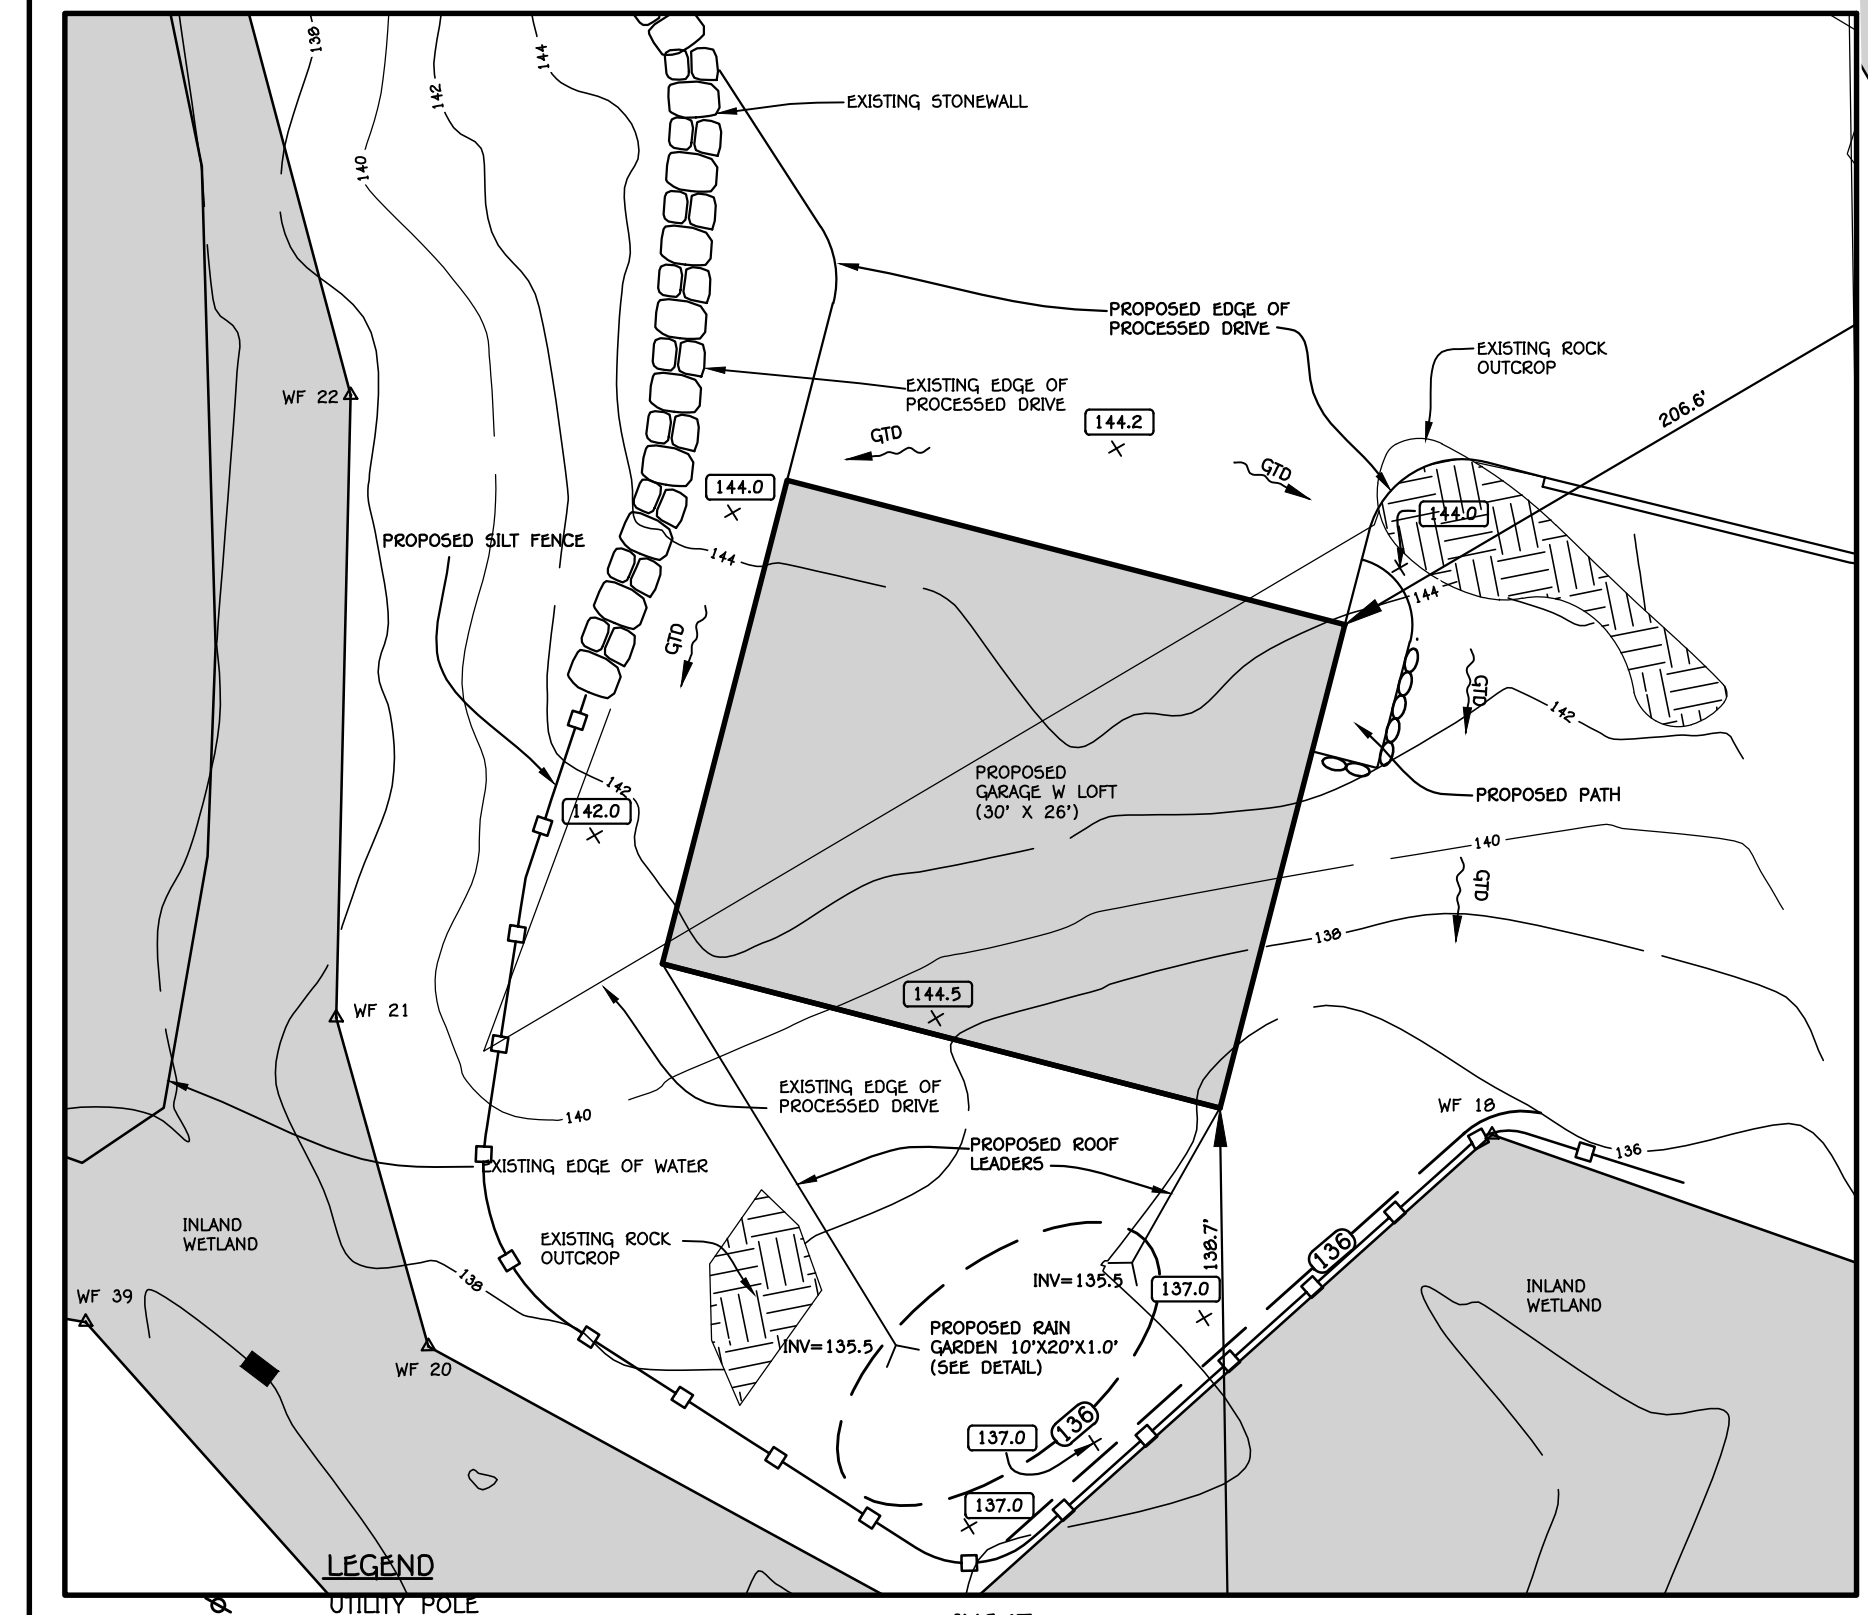 138
144
142
EXISTING STONEWALL
140
PROPOSED EDGE OF
PROCESSED DRIVE
EXISTING ROCK
OUTCROP
EXISTING EDGE OF
PROCESSED DRIVE
WF 22
206.6'
144.2
GTD
GTD
144.0
144.0
PROPOSED SILT FENCE
144
144
GTD
GTD
142
PROPOSED
GARAGE W LOFT
(30' X 26')
142
142.0
PROPOSED PATH
140
GTD
138
144.5
WF 21
EXISTING EDGE OF
PROCESSED DRIVE
140
WF 18
PROPOSED ROOF
LEADERS
136
EXISTING EDGE OF WATER
INLAND
WETLAND
EXISTING ROCK
OUTCROP
138.7'
136
138
INV=135.5
137.0
INLAND
WETLAND
WF 39
INV=135.5
PROPOSED RAIN
GARDEN 10'X20'X1.0'
(SEE DETAIL)
WF 20
136
137.0
137.0
LEGEND
UTILITY POLE